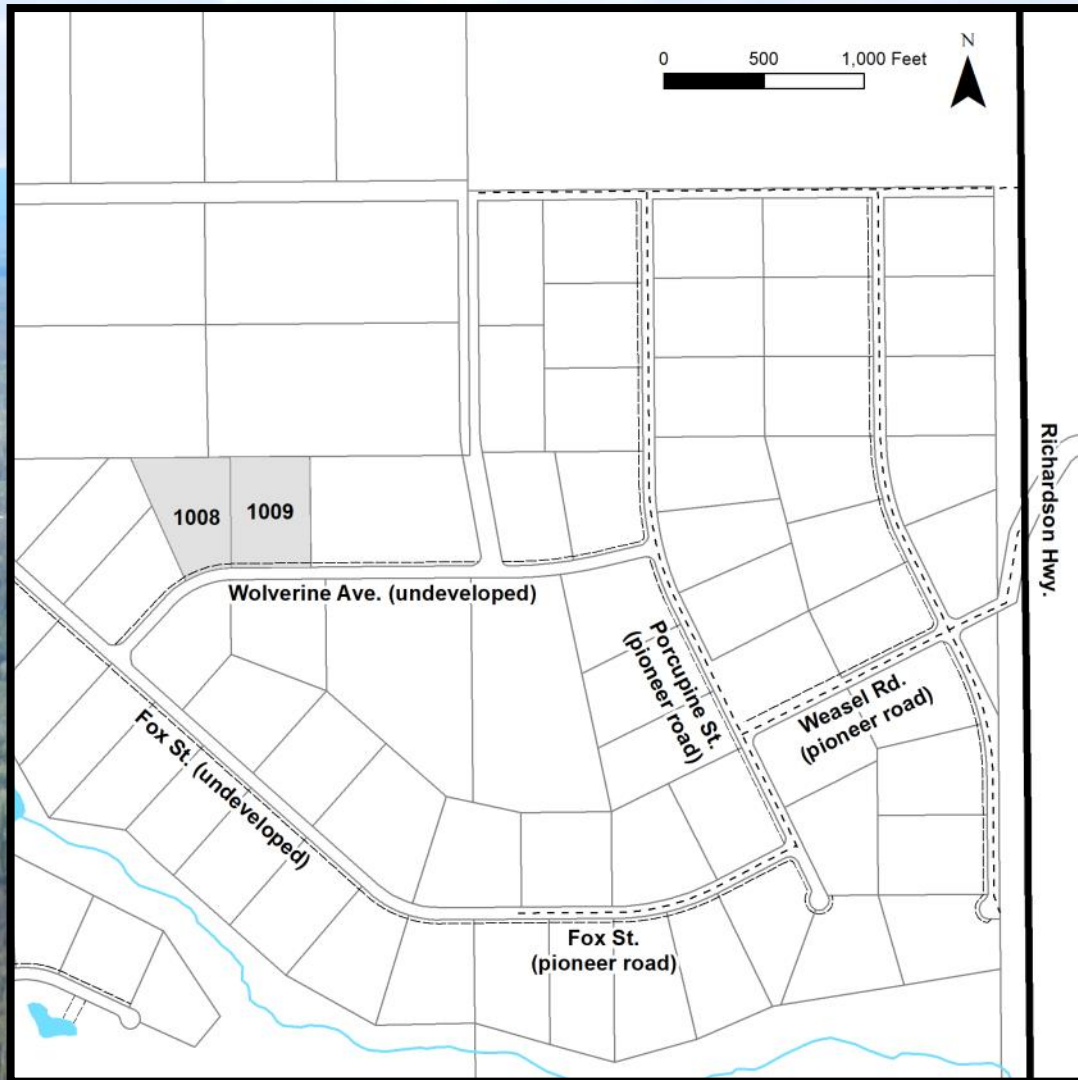 N
0 500 1,000 Feet
Richardson Hwy.
1008 1009
Wolverine Ave. (undeveloped)
Porcupine St.
(pioneer road)
Weasel Rd.
(pioneer road)
Fox St. (undeveloped)
Fox St.
(pioneer road)